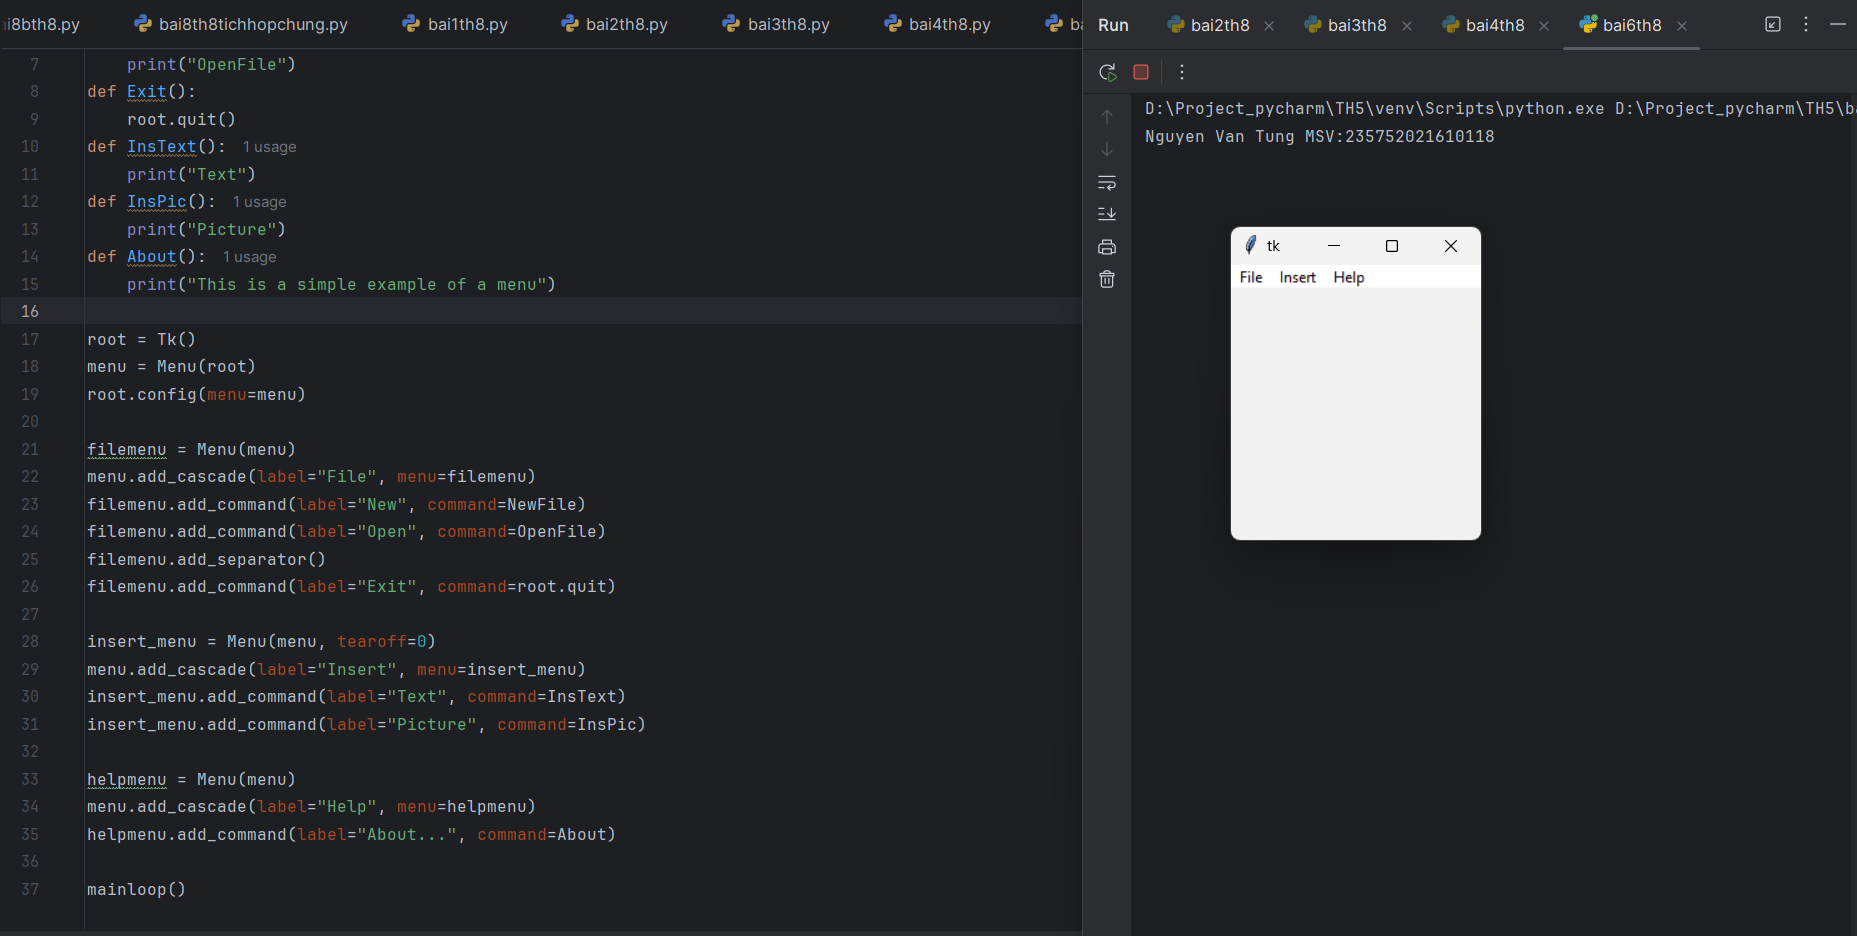 i8bth8.py bai8th8tichhopchung.py bai1th8.py bai2th8.py bai3th8.py bai4th8.py ba
7 print("OpenFile")
8 def Exit():
9 root.quit()
10 def InsText(): 1 usage
11 print("Text")
12 def InsPic(): 1 usage
13 print("Picture")
14 def About(): 1 usage
15 print("This is a simple example of a menu")
16
17 root = Tk()
18 menu = Menu(root)
19 root.config(menu=menu)
20
21 filemenu = Menu(menu)
22 menu.add_cascade(label="File", menu=filemenu)
23 filemenu.add_command(label="New", command=NewFile)
24 filemenu.add_command(label="Open", command=OpenFile)
25 filemenu.add_separator()
26 filemenu.add_command(label="Exit", command=root.quit)
27
28 insert_menu = Menu(menu, tearoff=0)
29 menu.add_cascade(label="Insert", menu=insert_menu)
30 insert_menu.add_command(label="Text", command=InsText)
31 insert_menu.add_command(label="Picture", command=InsPic)
32
33 helpmenu = Menu(menu)
34 menu.add_cascade(label="Help", menu=helpmenu)
35 helpmenu.add_command(label="About...", command=About)
36
37 mainloop()
Run bai2th8 bai3th8 bai4th8 bai6th8
D:\Project_pycharm\TH5\venv\Scripts\python.exe D:\Project_pycharm\TH5\b
Nguyen Van Tung MSV:235752021610118
tk
File Insert Help